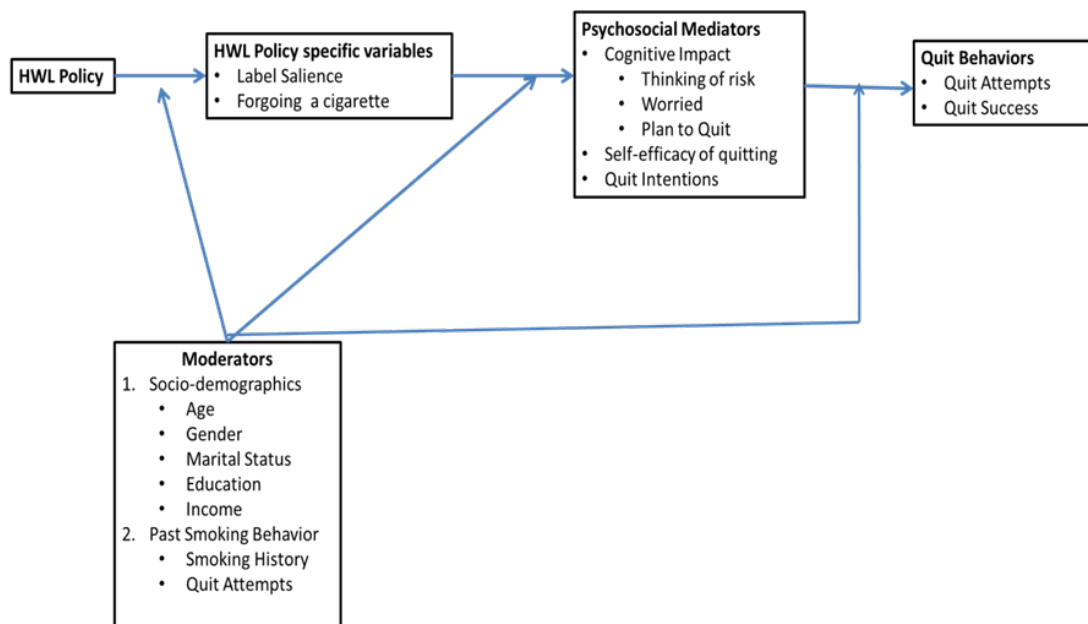 HWL Policy
HWL Policy specific variables
• Label Salience
• Forgoing a cigarette
Psychosocial Mediators
• Cognitive Impact
• Thinking of risk
• Worried
• Plan to Quit
• Self-efficacy of quitting
• Quit Intentions
Quit Behaviors
• Quit Attempts
• Quit Success
Moderators
1. Socio-demographics
• Age
• Gender
• Marital Status
• Education
• Income
2. Past Smoking Behavior
• Smoking History
• Quit Attempts